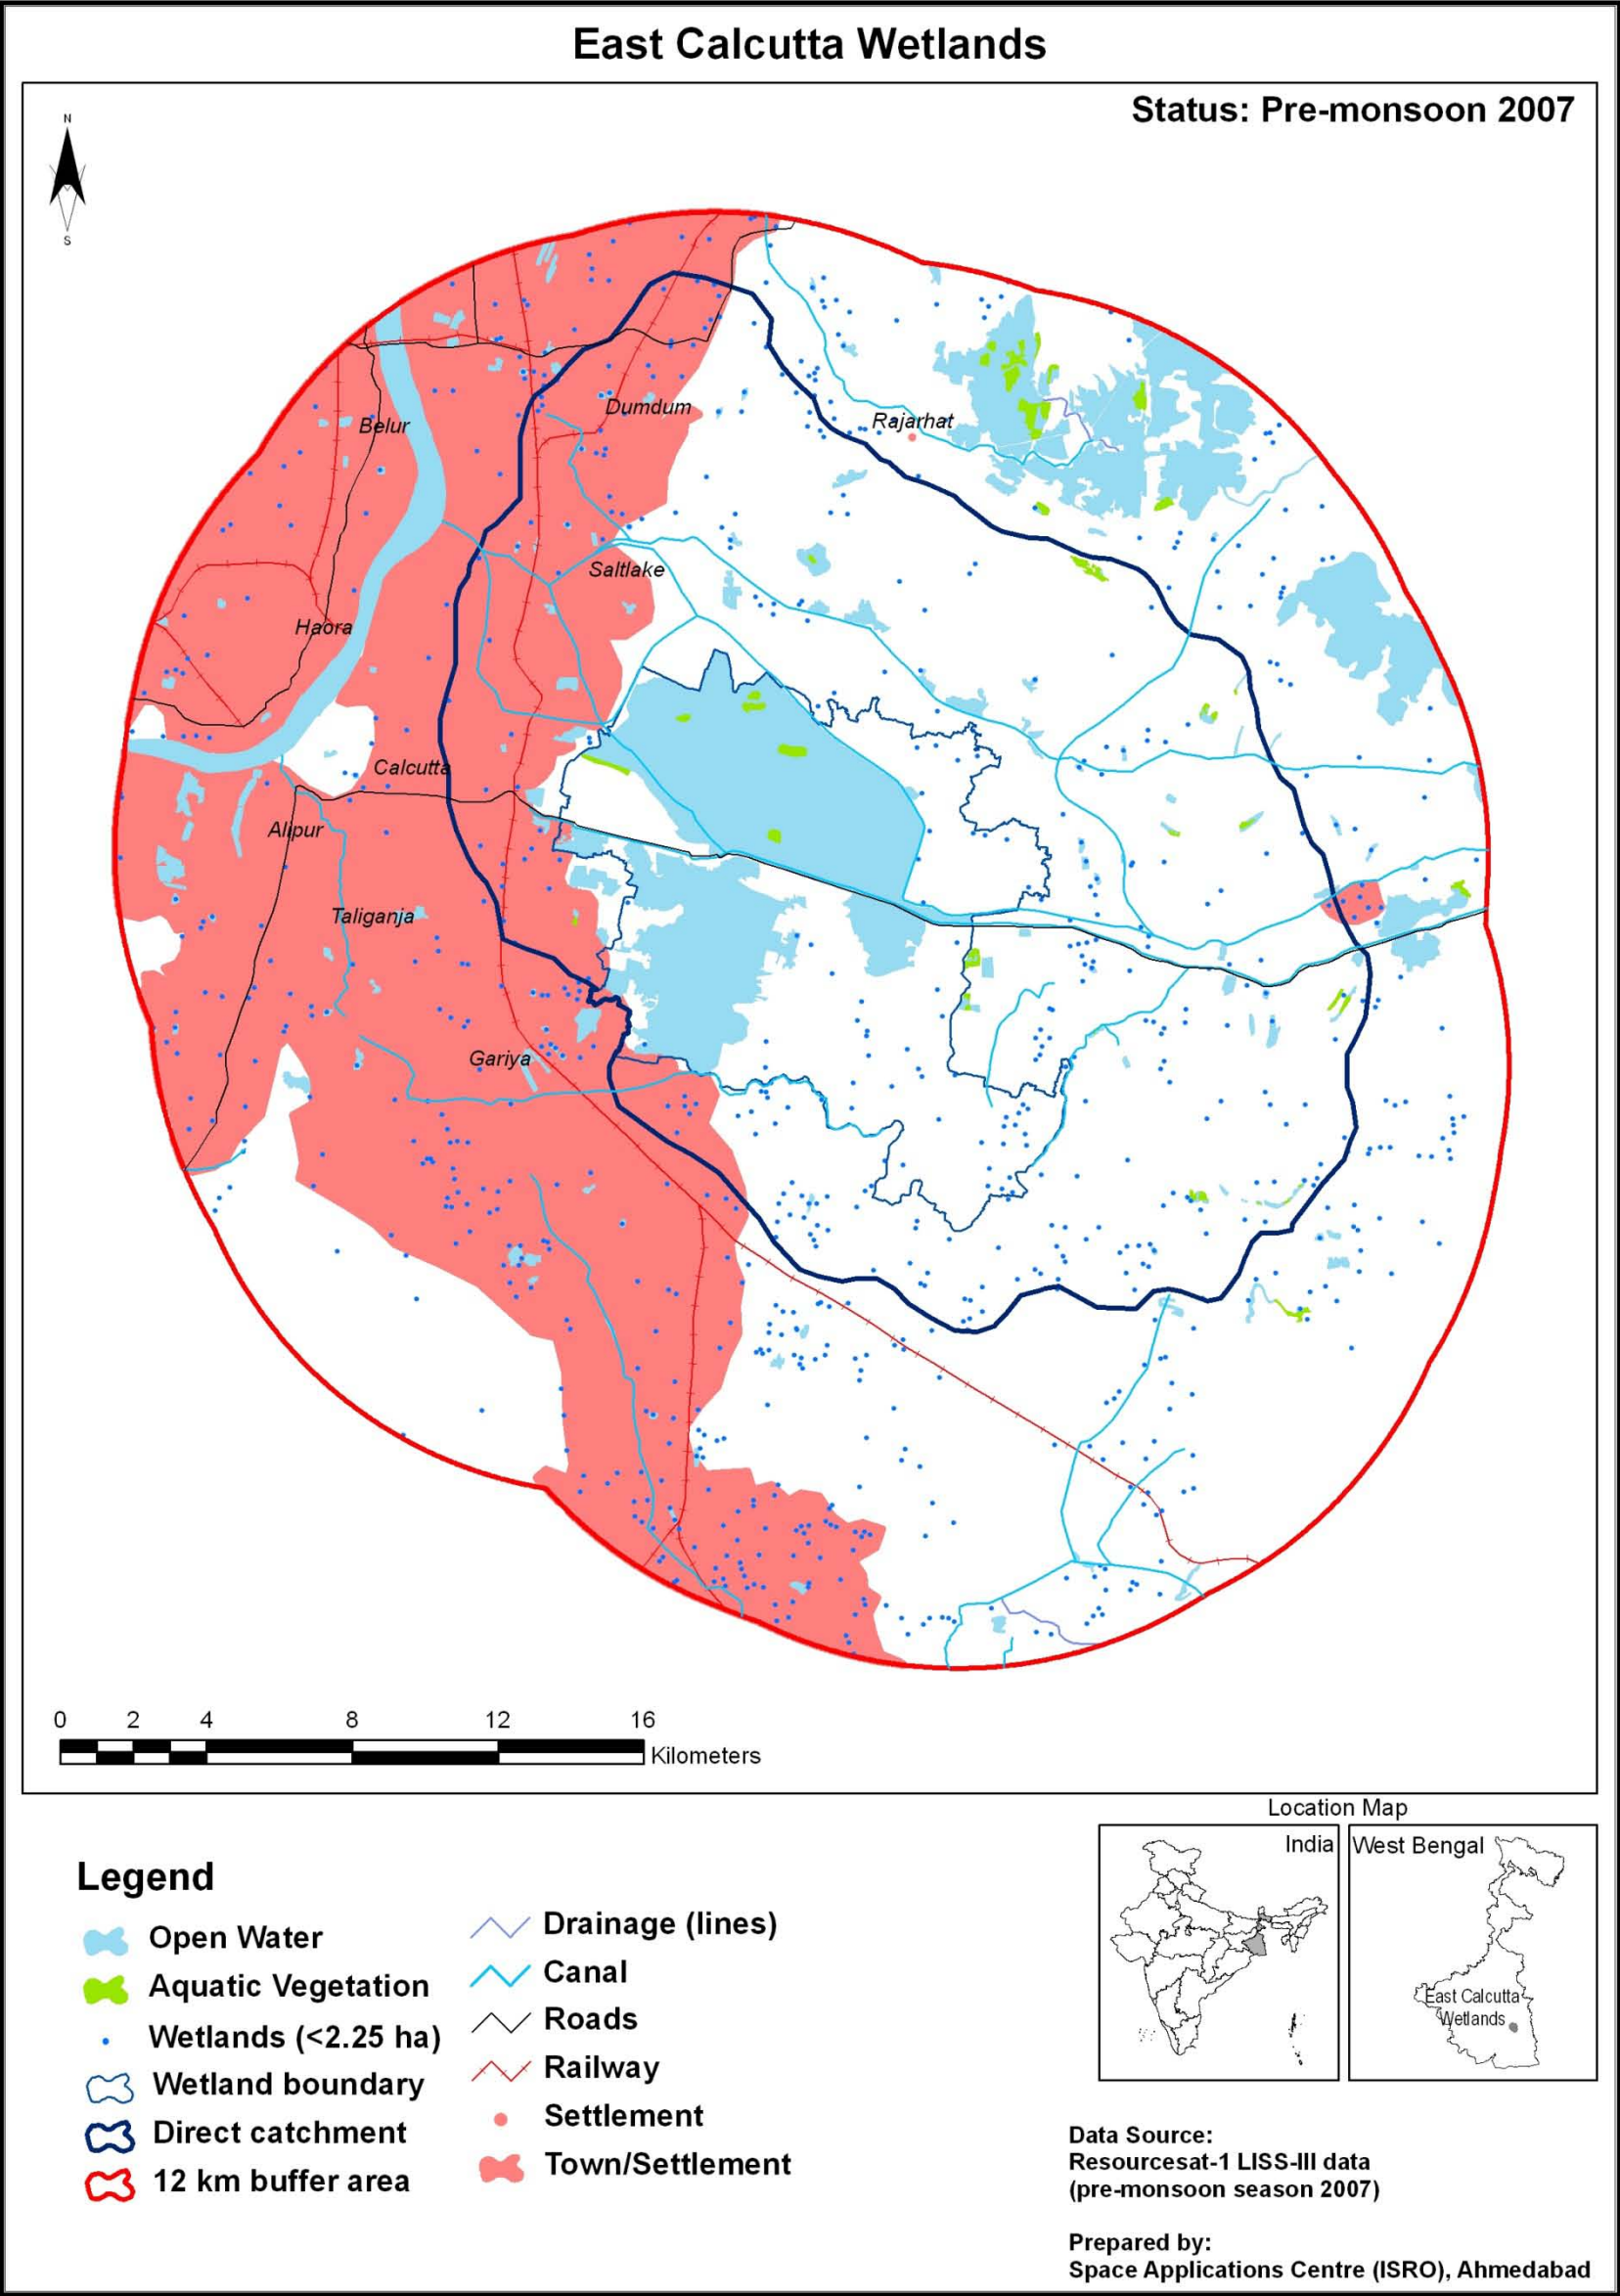 East Calcutta Wetlands
Status: Pre-monsoon 2007
N
S
Dumdum
Rajarhat
Belur
Saltlake
Haora
Calcutta
Alipur
Taliganja
Gariya
0 2 4 8 12 16
Kilometers
Location Map
India
West Bengal
East Calcutta
Wetlands
Legend
Open Water
Aquatic Vegetation
Wetlands (<2.25 ha)
Wetland boundary
Direct catchment
12 km buffer area
Drainage (lines)
Canal
Roads
Railway
Settlement
Town/Settlement
Data Source:
Resourcesat-1 LISS-III data
(pre-monsoon season 2007)
Prepared by:
Space Applications Centre (ISRO), Ahmedabad